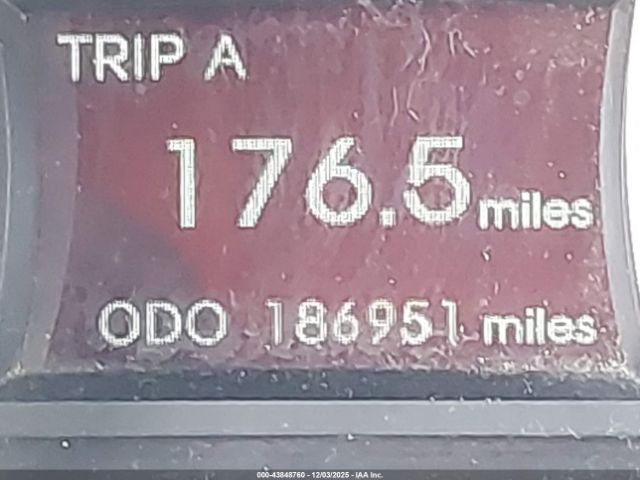 TRIP A
176.5 miles
ODO 186951 miles
000-43848760 - 12/03/2025 - IAA Inc.